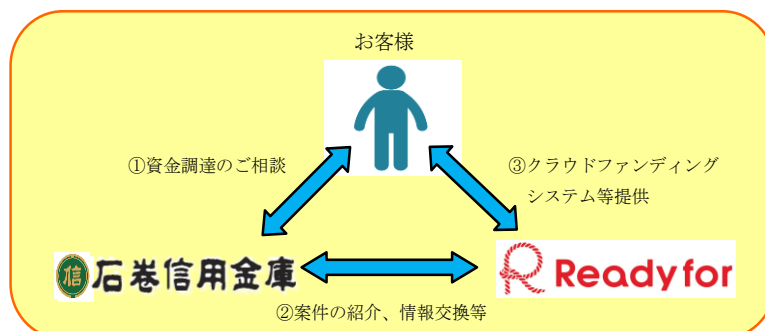 お客様
①資金調達のご相談
③クラウドファンディング
システム等提供
信 石巻信用金庫
Readyfor
②案件の紹介、情報交換等